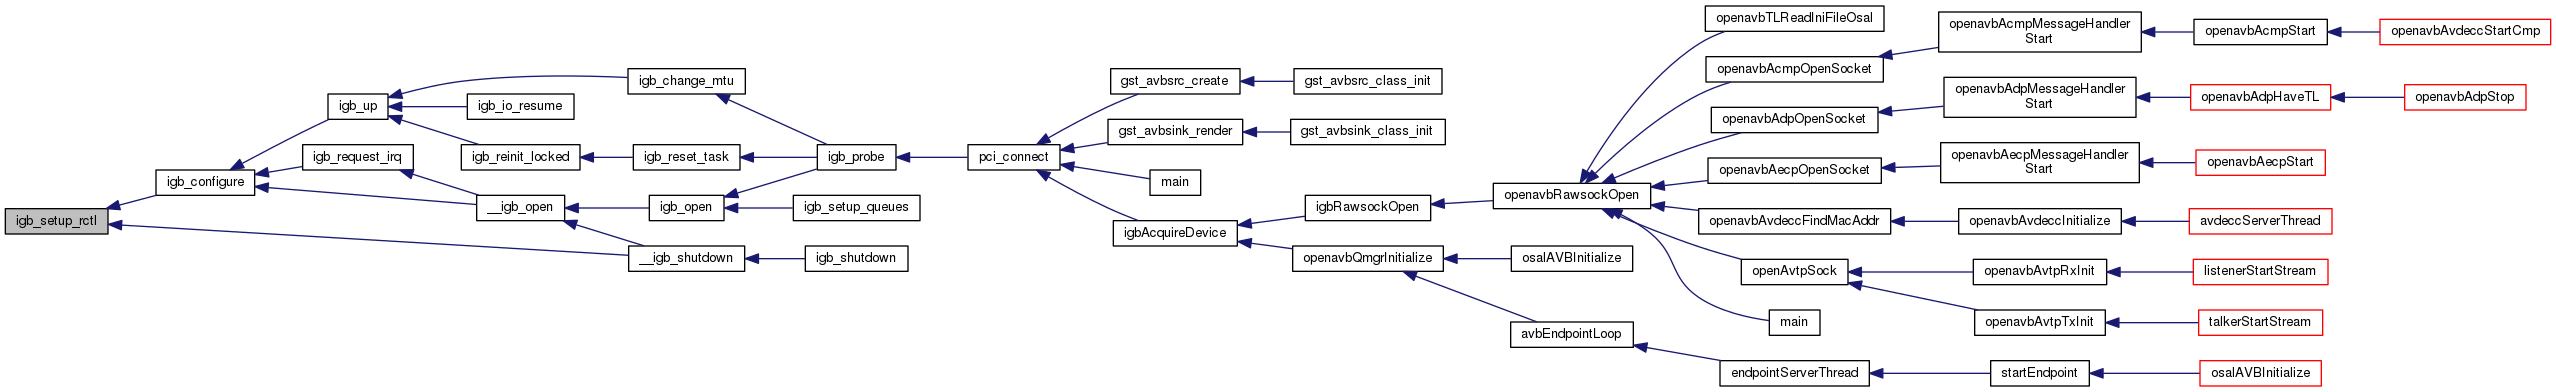 igb_setup_rctl
igb_configure
igb_up
igb_request_irq
__igb_open
__igb_shutdown
igb_change_mtu
igb_io_resume
igb_reinit_locked
igb_reset_task
igb_open
igb_setup_queues
igb_shutdown
igb_probe
pci_connect
gst_avbsrc_create
gst_avbsrc_class_init
gst_avbsink_render
gst_avbsink_class_init
main
igbAcquireDevice
igbRawsockOpen
openavbQmgrInitialize
osalAVBInitialize
avbEndpointLoop
endpointServerThread
startEndpoint
osalAVBInitialize
openavbRawsockOpen
openavbTLReadIniFileOsal
openavbAcmpOpenSocket
openavbAcmpMessageHandler
Start
openavbAcmpStart
openavbAvdeccStartCmp
openavbAdpOpenSocket
openavbAdpMessageHandler
Start
openavbAdpHaveTL
openavbAdpStop
openavbAecpOpenSocket
openavbAecpMessageHandler
Start
openavbAecpStart
openavbAvdeccFindMacAddr
openavbAvdeccInitialize
avdeccServerThread
openAvtpSock
openavbAvtpRxInit
listenerStartStream
openavbAvtpTxInit
talkerStartStream
main